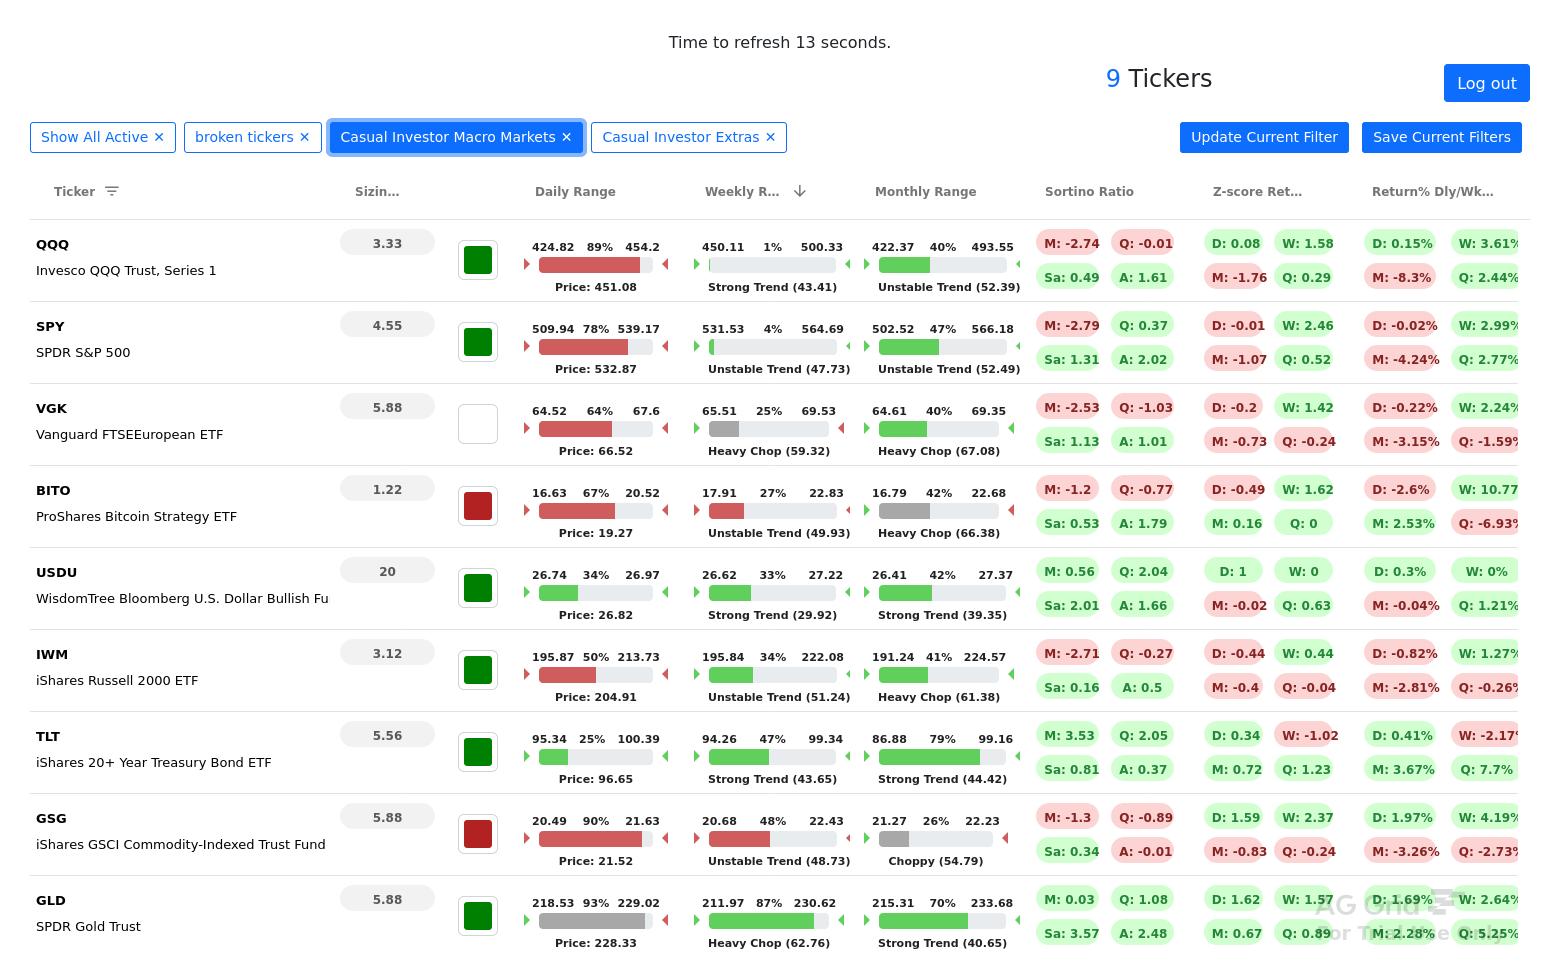 Time to refresh 13 seconds.
9 Tickers
Log out
Show All Active ✕ broken tickers ✕ Casual Investor Macro Markets ✕ Casual Investor Extras ✕ Update Current Filter Save Current Filters
Ticker Sizin... Daily Range Weekly R... Monthly Range Sortino Ratio Z-score Ret... Return% Dly/Wk...
QQQ 3.33 424.82 89% 454.2 450.11 1% 500.33 422.37 40% 493.55 M: -2.74 Q: -0.01 D: 0.08 W: 1.58 D: 0.15% W: 3.61%
Invesco QQQ Trust, Series 1 Price: 451.08 Strong Trend (43.41) Unstable Trend (52.39) Sa: 0.49 A: 1.61 M: -1.76 Q: 0.29 M: -8.3% Q: 2.44%
SPY 4.55 509.94 78% 539.17 531.53 4% 564.69 502.52 47% 566.18 M: -2.79 Q: 0.37 D: -0.01 W: 2.46 D: -0.02% W: 2.99%
SPDR S&P 500 Price: 532.87 Unstable Trend (47.73) Unstable Trend (52.49) Sa: 1.31 A: 2.02 M: -1.07 Q: 0.52 M: -4.24% Q: 2.77%
VGK 5.88 64.52 64% 67.6 65.51 25% 69.53 64.61 40% 69.35 M: -2.53 Q: -1.03 D: -0.2 W: 1.42 D: -0.22% W: 2.24%
Vanguard FTSEEuropean ETF Price: 66.52 Heavy Chop (59.32) Heavy Chop (67.08) Sa: 1.13 A: 1.01 M: -0.73 Q: -0.24 M: -3.15% Q: -1.59%
BITO 1.22 16.63 67% 20.52 17.91 27% 22.83 16.79 42% 22.68 M: -1.2 Q: -0.77 D: -0.49 W: 1.62 D: -2.6% W: 10.77
ProShares Bitcoin Strategy ETF Price: 19.27 Unstable Trend (49.93) Heavy Chop (66.38) Sa: 0.53 A: 1.79 M: 0.16 Q: 0 M: 2.53% Q: -6.93%
USDU 20 26.74 34% 26.97 26.62 33% 27.22 26.41 42% 27.37 M: 0.56 Q: 2.04 D: 1 W: 0 D: 0.3% W: 0%
WisdomTree Bloomberg U.S. Dollar Bullish Fu Price: 26.82 Strong Trend (29.92) Strong Trend (39.35) Sa: 2.01 A: 1.66 M: -0.02 Q: 0.63 M: -0.04% Q: 1.21%
IWM 3.12 195.87 50% 213.73 195.84 34% 222.08 191.24 41% 224.57 M: -2.71 Q: -0.27 D: -0.44 W: 0.44 D: -0.82% W: 1.27%
iShares Russell 2000 ETF Price: 204.91 Unstable Trend (51.24) Heavy Chop (61.38) Sa: 0.16 A: 0.5 M: -0.4 Q: -0.04 M: -2.81% Q: -0.26%
TLT 5.56 95.34 25% 100.39 94.26 47% 99.34 86.88 79% 99.16 M: 3.53 Q: 2.05 D: 0.34 W: -1.02 D: 0.41% W: -2.17%
iShares 20+ Year Treasury Bond ETF Price: 96.65 Strong Trend (43.65) Strong Trend (44.42) Sa: 0.81 A: 0.37 M: 0.72 Q: 1.23 M: 3.67% Q: 7.7%
GSG 5.88 20.49 90% 21.63 20.68 48% 22.43 21.27 26% 22.23 M: -1.3 Q: -0.89 D: 1.59 W: 2.37 D: 1.97% W: 4.19%
iShares GSCI Commodity-Indexed Trust Fund Price: 21.52 Unstable Trend (48.73) Choppy (54.79) Sa: 0.34 A: -0.01 M: -0.83 Q: -0.24 M: -3.26% Q: -2.73%
GLD 5.88 218.53 93% 229.02 211.97 87% 230.62 215.31 70% 233.68 M: 0.03 Q: 1.08 D: 1.62 W: 1.57 D: 1.69% W: 2.64%
SPDR Gold Trust Price: 228.33 Heavy Chop (62.76) Strong Trend (40.65) Sa: 3.57 A: 2.48 M: 0.67 Q: 0.89 M: 2.28% Q: 5.25%
AG Grid
For Trial Use Only